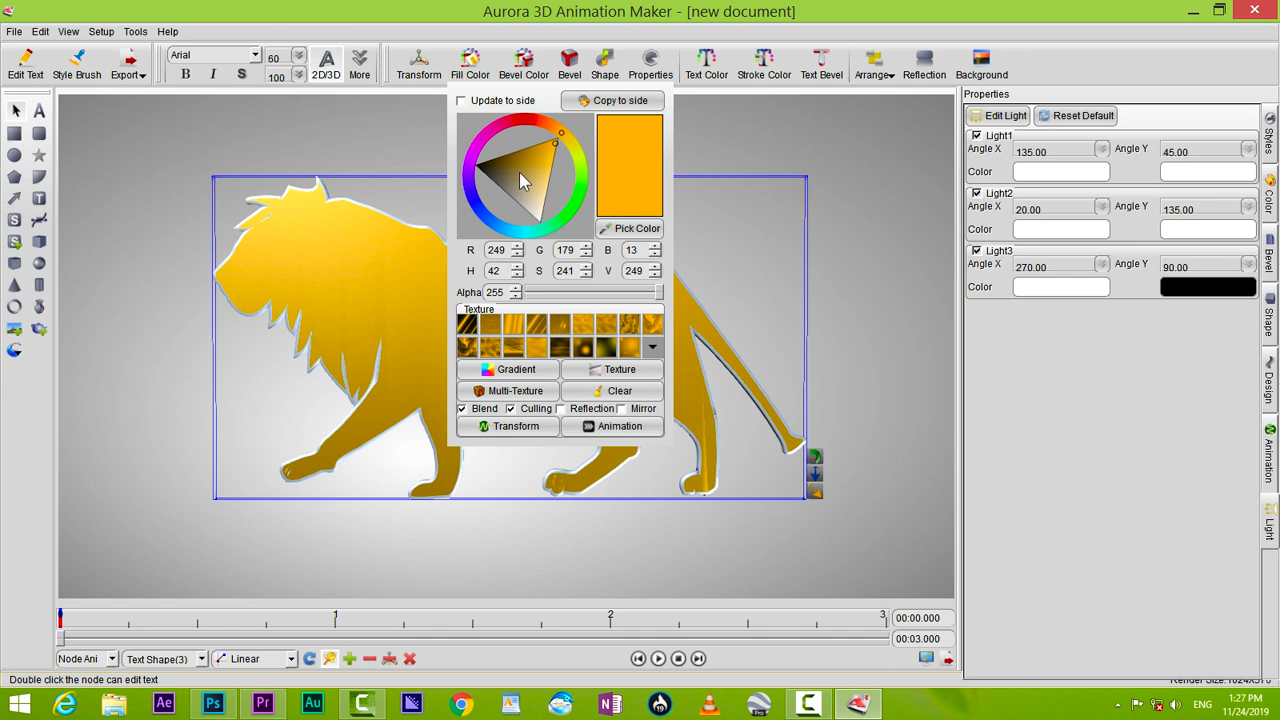 Aurora 3D Animation Maker - [new document]
File Edit View Setup Tools Help
Edit Text Style Brush Export Arial 60 100 B I S 2D/3D More Transform Fill Color Bevel Color Bevel Shape Properties Text Color Stroke Color Text Bevel Arrange Reflection Background
Update to side Copy to side
Pick Color
R 249 G 179 B 13
H 42 S 241 V 249
Alpha 255
Texture
Gradient Texture
Multi-Texture Clear
Blend Culling Reflection Mirror
Transform Animation
Properties
Edit Light Reset Default
Light1
Angle X 135.00 Angle Y 45.00
Color
Light2
Angle X 20.00 Angle Y 135.00
Color
Light3
Angle X 270.00 Angle Y 90.00
Color
Styles
Color
Bevel
Shape
Design
Animation
Light
1 2 3
00:00.000
00:03.000
Node Ani Text Shape(3) Linear
Double click the node can edit text
Ae Ps Pr Au 19 Pro ENG 1:27 PM
11/24/2019